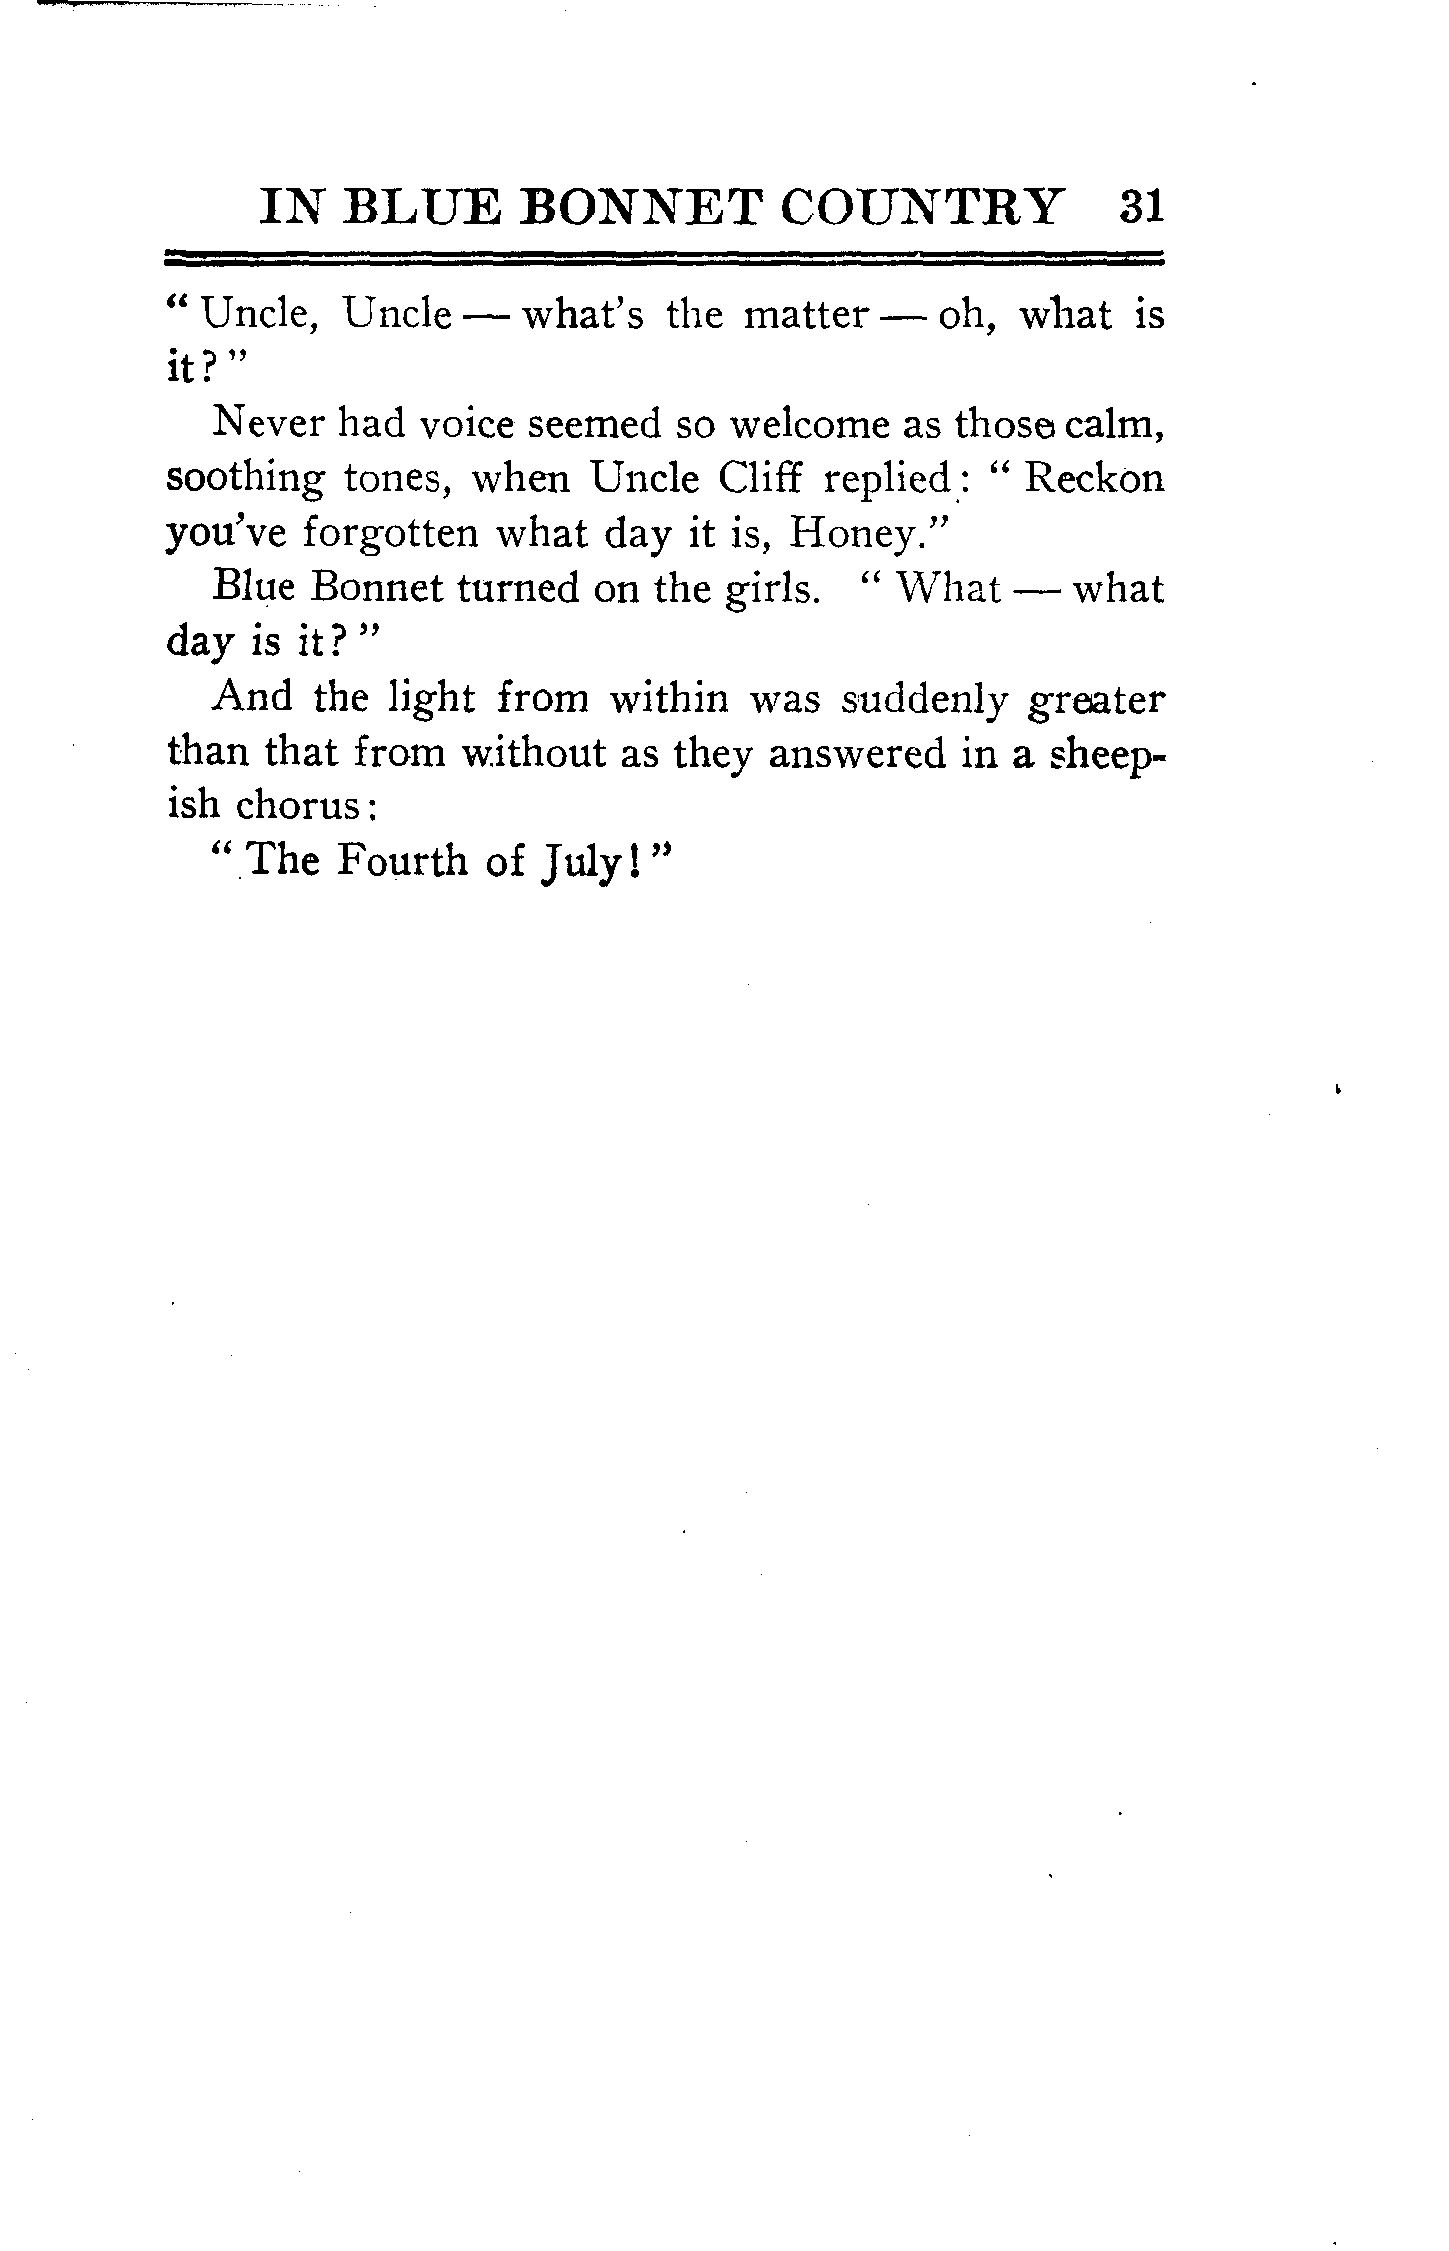 IN BLUE BONNET COUNTRY 31
“ Uncle, Uncle — what’s the matter — oh, what is
it? ”
Never had voice seemed so welcome as those calm,
soothing tones, when Uncle Cliff replied: “ Reckon
you’ve forgotten what day it is, Honey.”
Blue Bonnet turned on the girls. “ What — what
day is it? ”
And the light from within was suddenly greater
than that from without as they answered in a sheep-
ish chorus:
“ The Fourth of July! ”